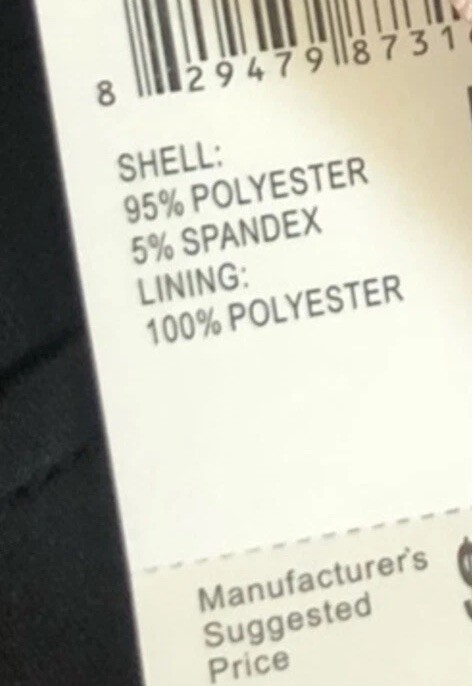 8 29479 8731
SHELL:
95% POLYESTER
5% SPANDEX
LINING:
100% POLYESTER
Manufacturer's
Suggested
Price